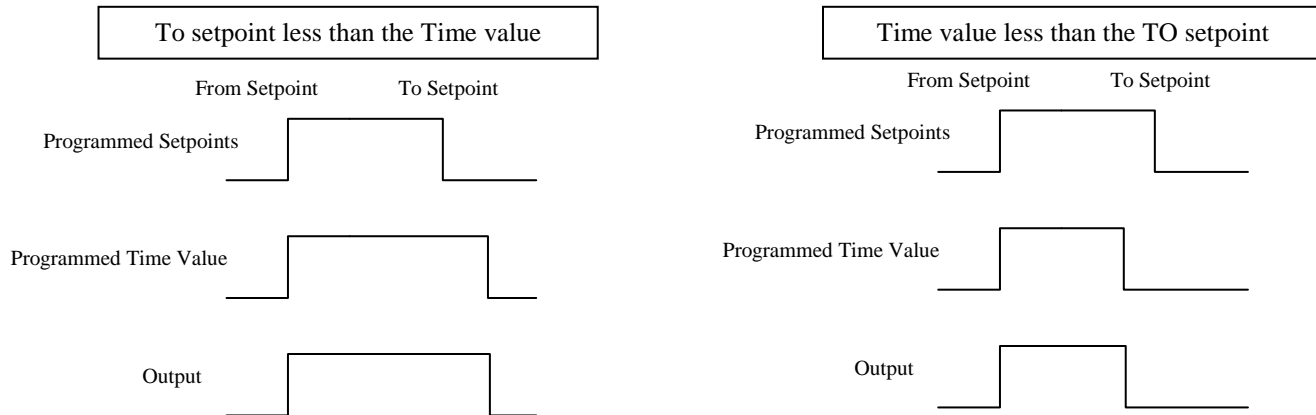 To setpoint less than the Time value
From Setpoint
To Setpoint
Programmed Setpoints
Programmed Time Value
Output
Time value less than the TO setpoint
From Setpoint
To Setpoint
Programmed Setpoints
Programmed Time Value
Output